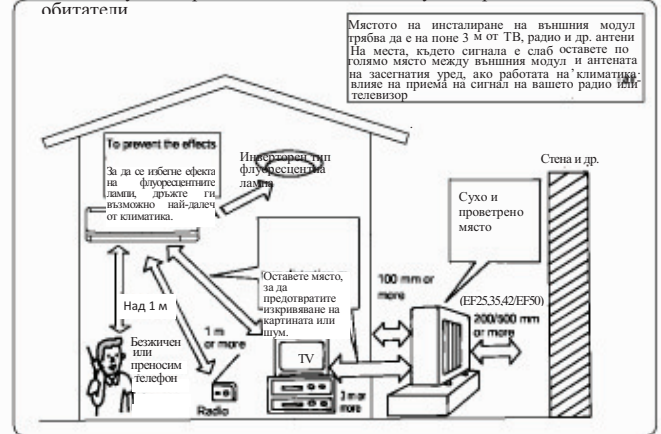 обитатели
Мястото на инсталиране на външния модул
трябва да е на поне 3 м от ТВ, радио и др. антени
На места, където сигнала е слаб оставете по
голямо място между външния модул и антената
на засегнатия уред, ако работата на климатика
влияе на приема на сигнал на вашето радио или
телевизор
To prevent the effects
За да се избегне ефекта
на флуоресцентните
лампи, дръжте ги
възможно най-далеч
от климатика.
Инверторен тип
флуоресцентна
лампа
Стена и др.
Сухо и
проветрено
място
Оставете място,
за да
предотвратите
изкривяване на
картината или
шум.
100 mm or
more
(EF25,35,42/EF50)
200/500 mm
or more
Над 1 м
1 m
or more
Безжичен
или
преносим
телефон
TV
Radio
3 m or
more